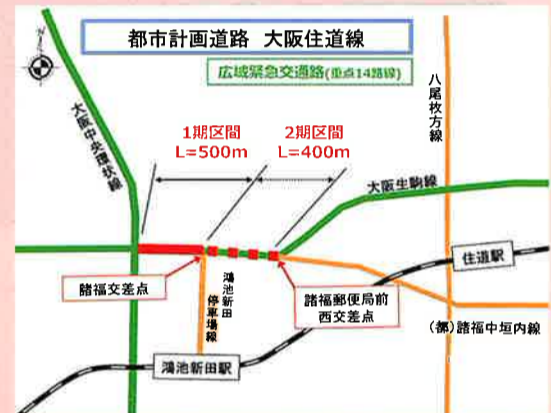 都市計画道路 大阪住道線
広域緊急交通路(重点14路線)
八尾枚方線
大阪中央環状線
1期区間
L=500m
2期区間
L=400m
大阪生駒線
住道駅
諸福交差点
鴻池新田
停車場線
諸福郵便局前
西交差点
(都)諸福中垣内線
鴻池新田駅